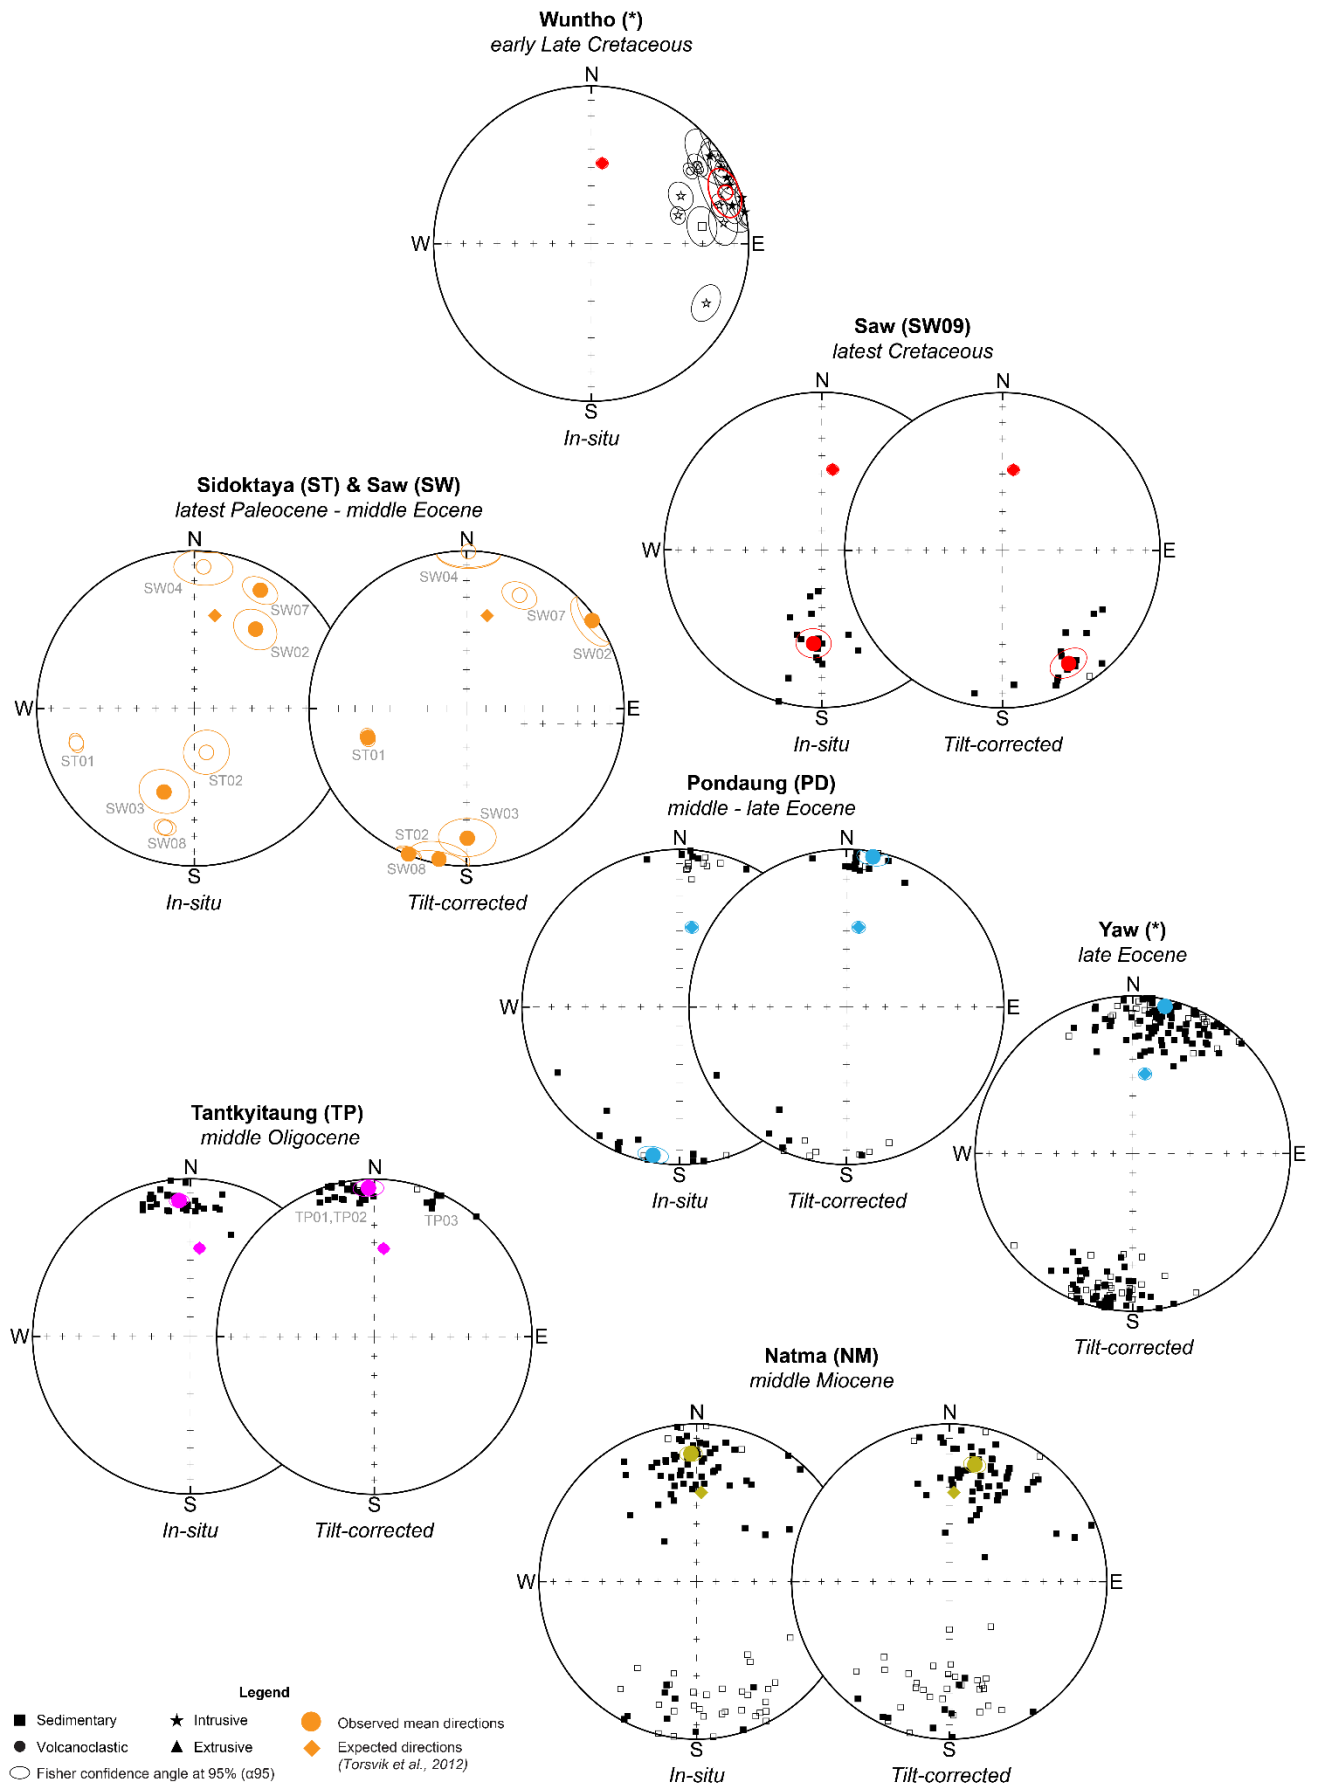 Wuntho (*)
early Late Cretaceous
N
W
E
S
In-situ
Saw (SW09)
latest Cretaceous
N
N
W
E
S
S
In-situ
Tilt-corrected
Sidoktaya (ST) & Saw (SW)
latest Paleocene - middle Eocene
N
N
SW04
SW07
SW02
SW04
SW07
SW02
W
E
ST01
ST02
SW03
SW08
ST01
SW03
ST02
SW08
S
S
In-situ
Tilt-corrected
Pondaung (PD)
middle - late Eocene
N
N
W
E
S
S
In-situ
Tilt-corrected
Yaw (*)
late Eocene
N
W
E
S
Tilt-corrected
Tantkyitaung (TP)
middle Oligocene
N
N
TP01,TP02
TP03
W
E
S
S
In-situ
Tilt-corrected
Natma (NM)
middle Miocene
N
N
W
E
S
S
In-situ
Tilt-corrected
Legend
Sedimentary
Intrusive
Observed mean directions
Volcanoclastic
Extrusive
Expected directions
(Torsvik et al., 2012)
Fisher confidence angle at 95% (α95)